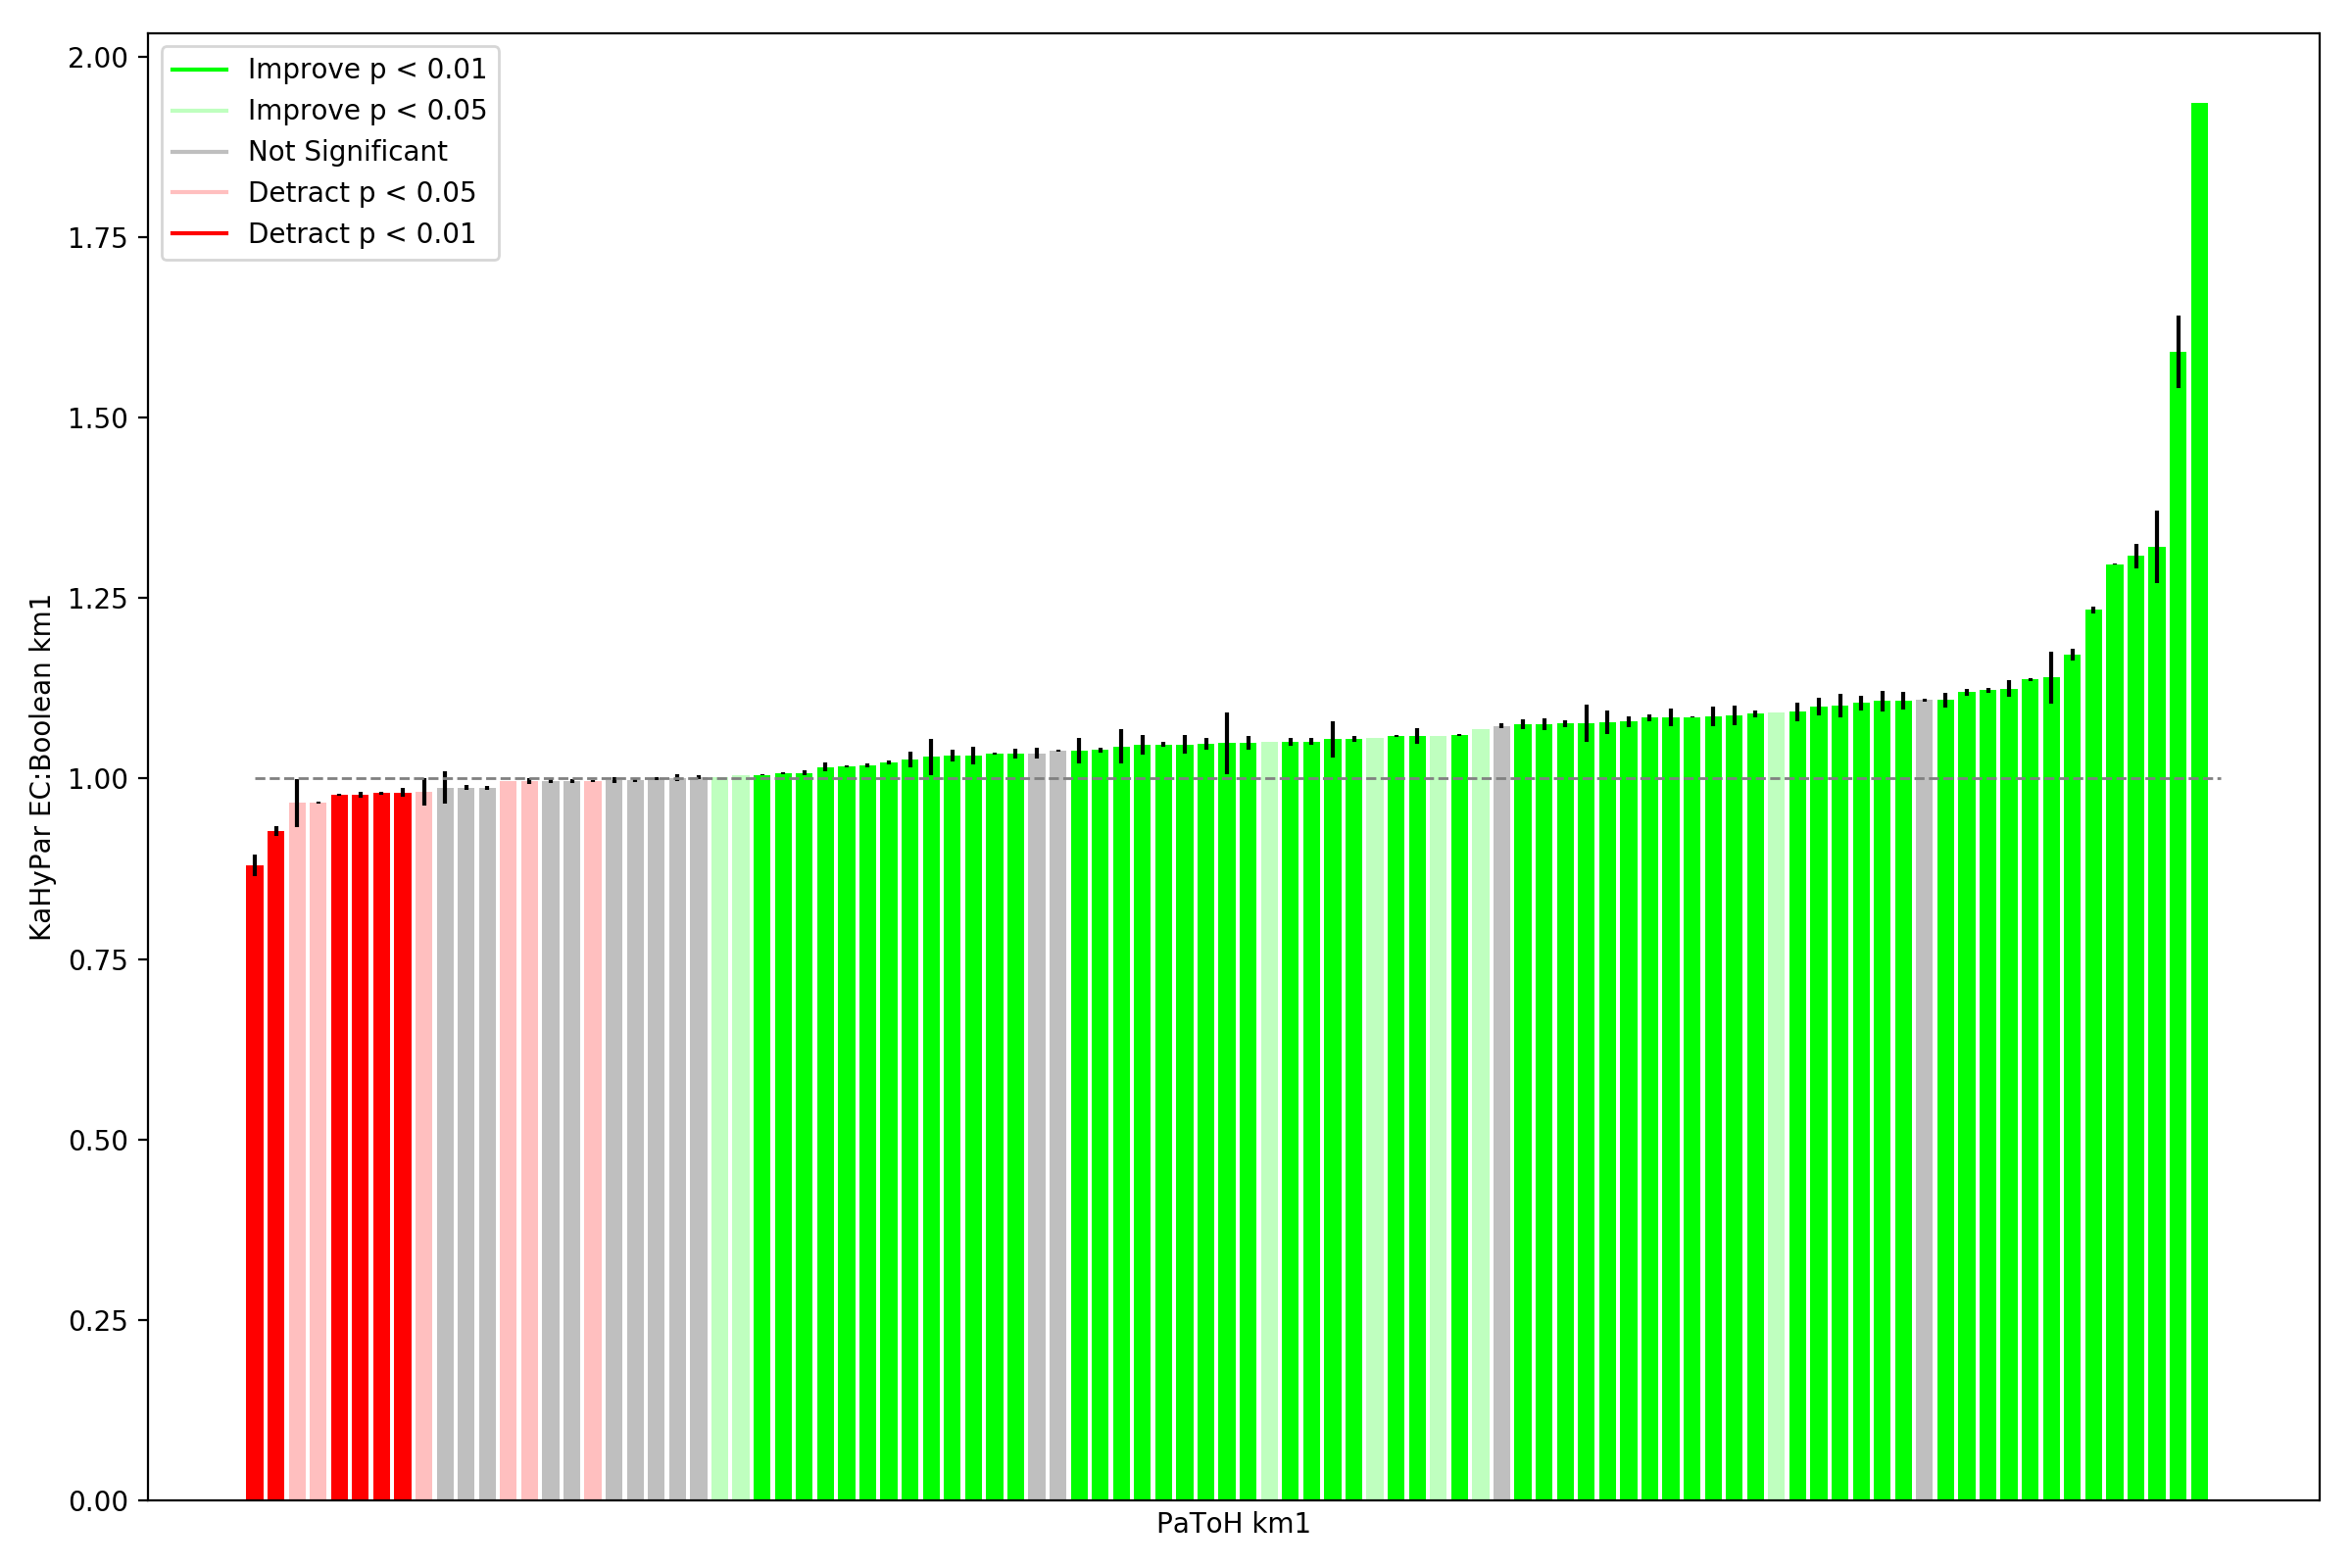 2.00
1.75
1.50
1.25
1.00
0.75
0.50
0.25
0.00
KaHyPar EC:Boolean km1
Improve p < 0.01
Improve p < 0.05
Not Significant
Detract p < 0.05
Detract p < 0.01
PaToH km1